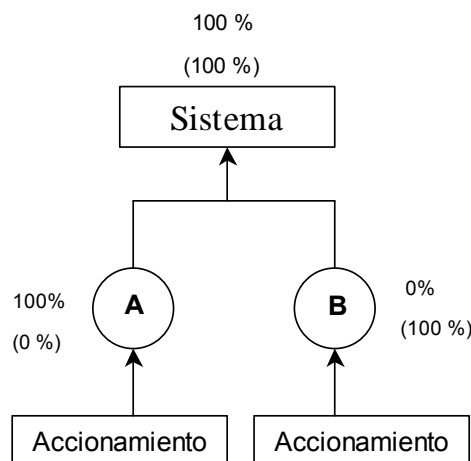 100 %
(100 %)
Sistema
100%
(0 %)
A
B
0%
(100 %)
Accionamiento
Accionamiento